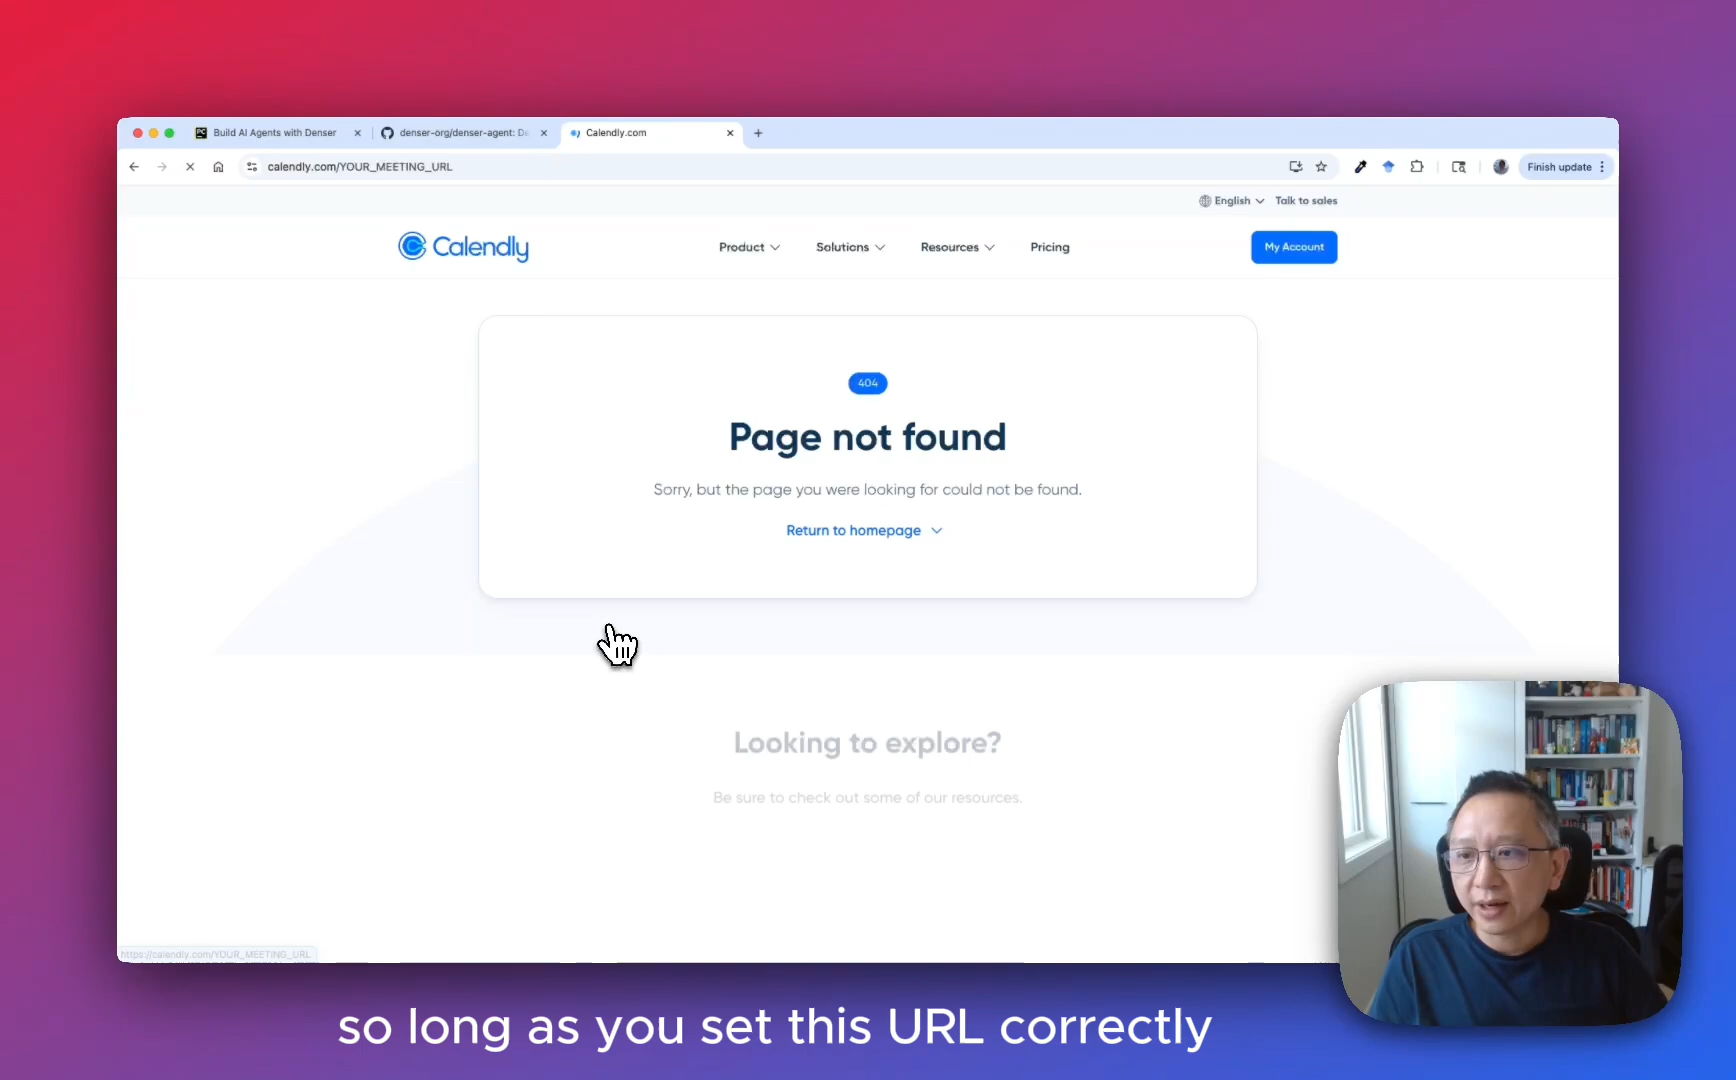 Build AI Agents with Denser
denser-org/denser-agent: De
Calendly.com
calendly.com/YOUR_MEETING_URL
Finish update
English
Talk to sales
Calendly
Product
Solutions
Resources
Pricing
My Account
404
Page not found
Sorry, but the page you were looking for could not be found.
Return to homepage
Looking to explore?
Be sure to check out some of our resources.
https://calendly.com/YOUR_MEETING_URL
so long as you set this URL correctly